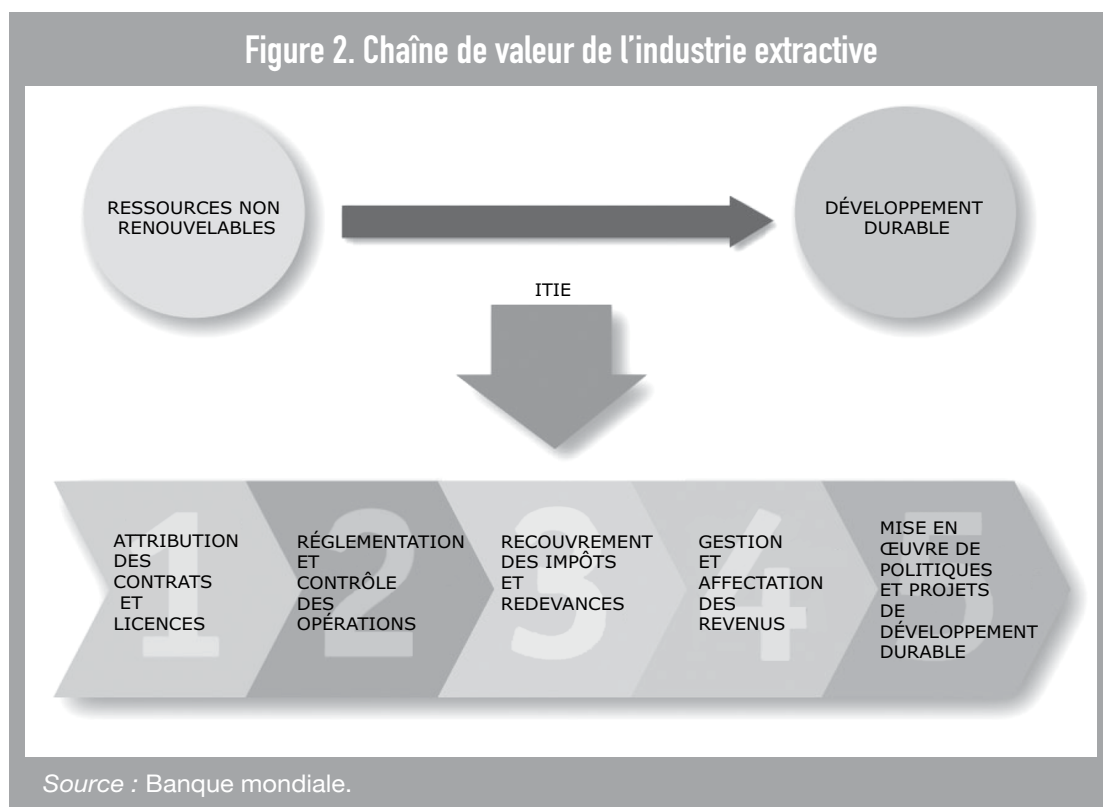 Figure 2. Chaîne de valeur de l'industrie extractive
RESSOURCES NON
RENOUVELABLES
DÉVELOPPEMENT
DURABLE
ITIE
1
ATTRIBUTION
DES
CONTRATS
ET
LICENCES
2
RÉGLEMENTATION
ET
CONTRÔLE
DES
OPÉRATIONS
3
RECOUVREMENT
DES IMPÔTS
ET
REDEVANCES
4
GESTION
ET
AFFECTATION
DES
REVENUS
5
MISE EN
ŒUVRE DE
POLITIQUES
ET PROJETS
DE
DÉVELOPPEMENT
DURABLE
Source : Banque mondiale.